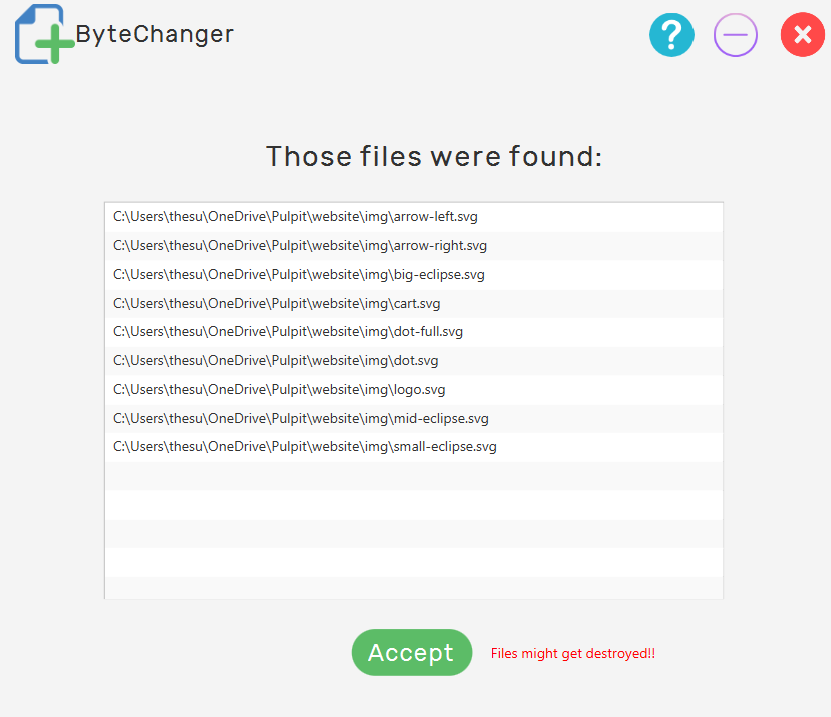 ByteChanger
?
Those files were found:
C:\Users\thesu\OneDrive\Pulpit\website\img\arrow-left.svg
C:\Users\thesu\OneDrive\Pulpit\website\img\arrow-right.svg
C:\Users\thesu\OneDrive\Pulpit\website\img\big-eclipse.svg
C:\Users\thesu\OneDrive\Pulpit\website\img\cart.svg
C:\Users\thesu\OneDrive\Pulpit\website\img\dot-full.svg
C:\Users\thesu\OneDrive\Pulpit\website\img\dot.svg
C:\Users\thesu\OneDrive\Pulpit\website\img\logo.svg
C:\Users\thesu\OneDrive\Pulpit\website\img\mid-eclipse.svg
C:\Users\thesu\OneDrive\Pulpit\website\img\small-eclipse.svg
Accept Files might get destroyed!!